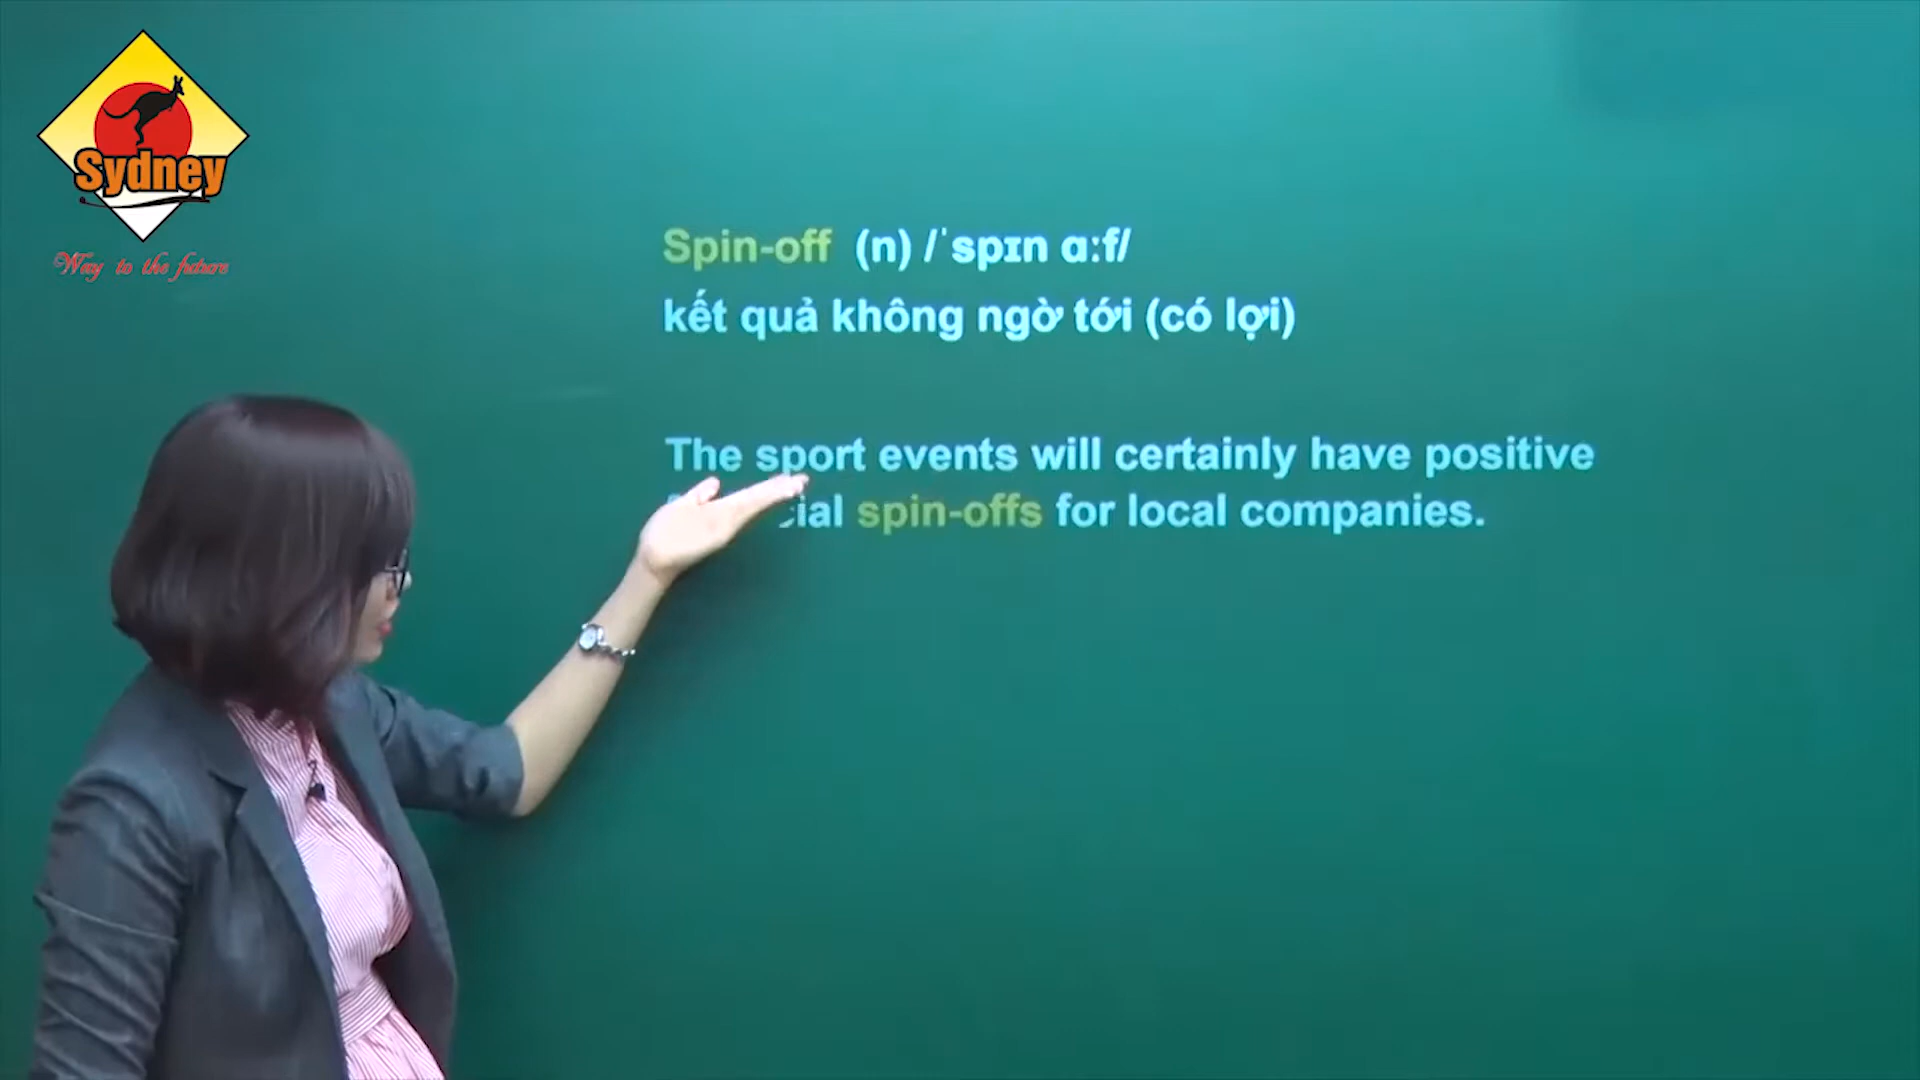 Sydney
Way to the future
Spin-off (n) /ˈspɪn ɑːf/
kết quả không ngờ tới (có lợi)
The sport events will certainly have positive
spin-offs for local companies.